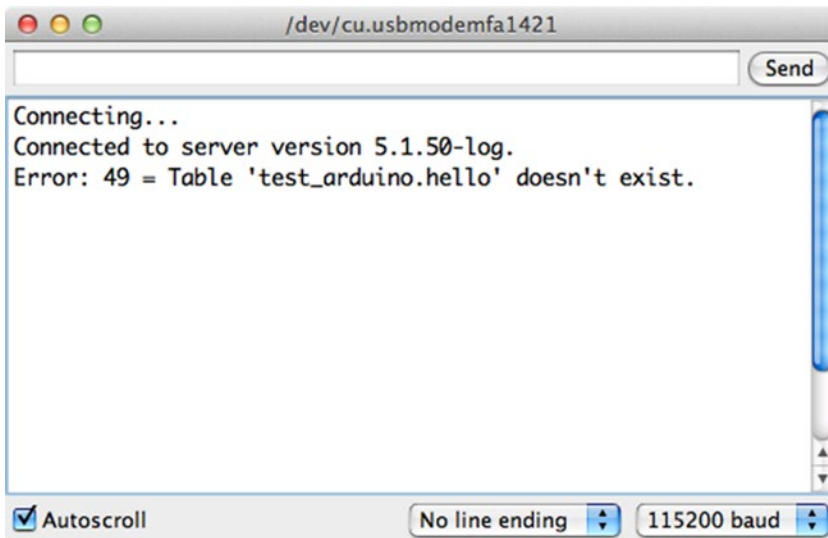 /dev/cu.usbmodemfa1421
Send
Connecting...
Connected to server version 5.1.50-log.
Error: 49 = Table 'test_arduino.hello' doesn't exist.
Autoscroll
No line ending
115200 baud